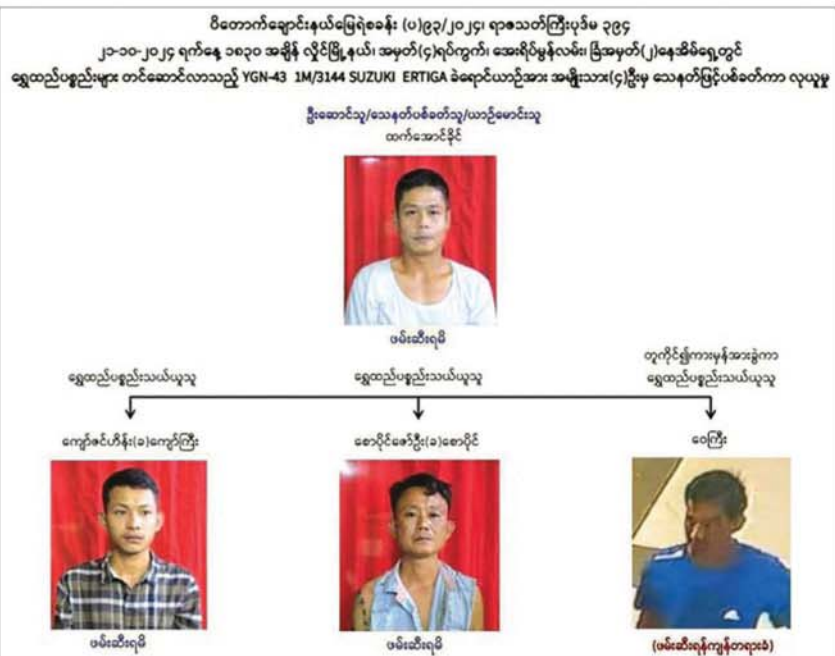 ပိတောက်ချောင်းနယ်မြေရဲစခန်း (ပ)၉၃/၂၀၂၄၊ ရာဇသတ်ကြီးပုဒ်မ ၃၉၄
၂၁-၁၀-၂၀၂၄ ရက်နေ့ ၁၈၃၀ အချိန် လှိုင်မြို့နယ်၊ အမှတ်(၄)ရပ်ကွက်၊ အေးရိပ်မွန်လမ်း၊ ခြံအမှတ်(၂)နေအိမ်ရှေ့တွင်
ရွှေထည်ပစ္စည်းများ တင်ဆောင်လာသည့် YGN-43 1M/3144 SUZUKI ERTIGA ခဲရောင်ယာဉ်အား အမျိုးသား(၄)ဦးမှ သေနတ်ဖြင့်ပစ်ခတ်ကာ လုယူမှု
ဦးဆောင်သူ/သေနတ်ပစ်ခတ်သူ/ယာဉ်မောင်းသူ
ထက်အောင်ခိုင်
ဖမ်းဆီးရမိ
ရွှေထည်ပစ္စည်းသယ်ယူသူ
ရွှေထည်ပစ္စည်းသယ်ယူသူ
တူကိုင်၍ကားမှန်အားခွဲကာ
ရွှေထည်ပစ္စည်းသယ်ယူသူ
ကျော်ဇင်ဟိန်း(ခ)ကျော်ကြီး
စောပိုင်ဇော်ဦး(ခ)စောပိုင်
ဝေကြီး
ဖမ်းဆီးရမိ
ဖမ်းဆီးရမိ
(ဖမ်းဆီးရန်ကျန်တရားခံ)